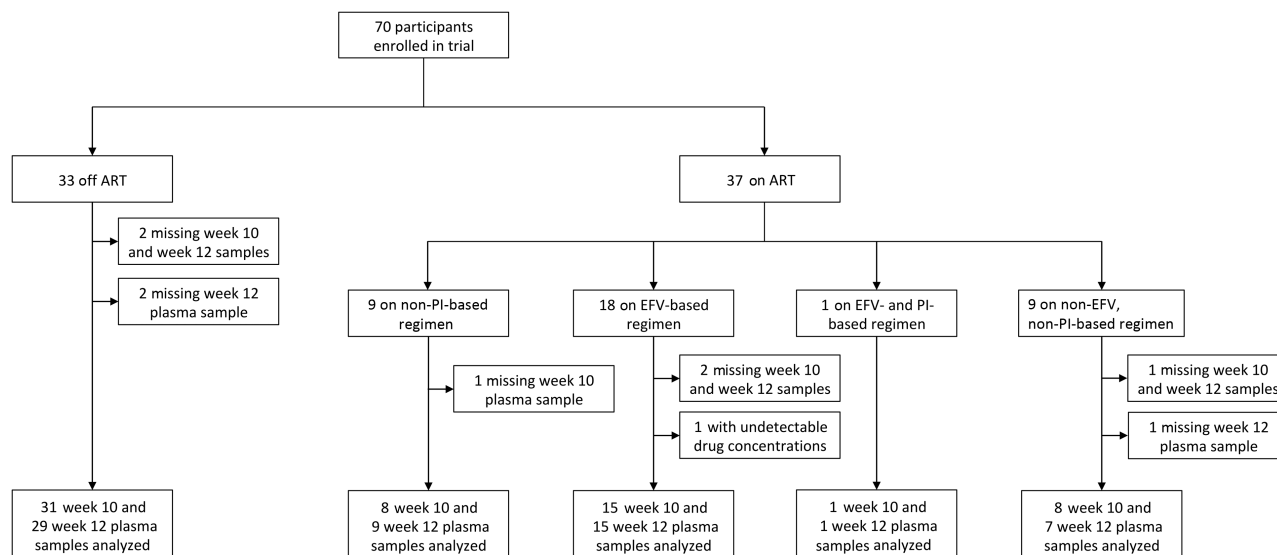 70 participants
enrolled in trial
33 off ART
37 on ART
2 missing week 10
and week 12 samples
2 missing week 12
plasma sample
9 on non-PI-based
regimen
18 on EFV-based
regimen
1 on EFV- and PI-
based regimen
9 on non-EFV,
non-PI-based regimen
1 missing week 10
plasma sample
2 missing week 10
and week 12 samples
1 with undetectable
drug concentrations
1 missing week 10
and week 12 samples
1 missing week 12
plasma sample
31 week 10 and
29 week 12 plasma
samples analyzed
8 week 10 and
9 week 12 plasma
samples analyzed
15 week 10 and
15 week 12 plasma
samples analyzed
1 week 10 and
1 week 12 plasma
samples analyzed
8 week 10 and
7 week 12 plasma
samples analyzed